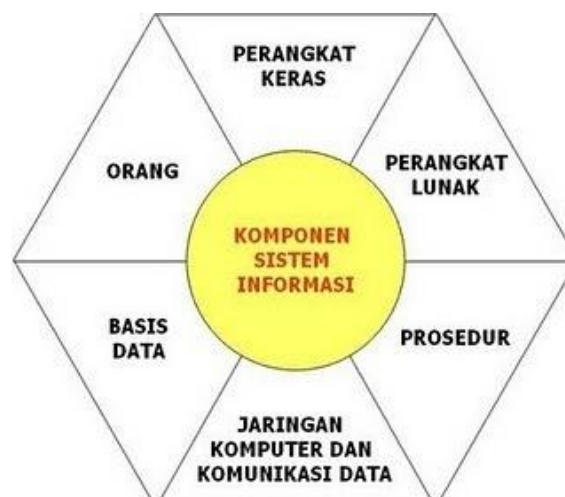 PERANGKAT
KERAS
ORANG
PERANGKAT
LUNAK
KOMPONEN
SISTEM
INFORMASI
BASIS
DATA
PROSEDUR
JARINGAN
KOMPUTER DAN
KOMUNIKASI DATA